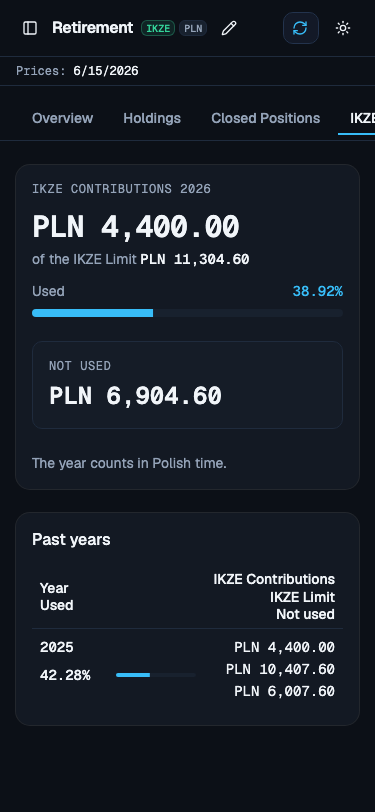 Retirement IKZE PLN
Prices: 6/15/2026
Overview Holdings Closed Positions IKZE
IKZE CONTRIBUTIONS 2026
PLN 4,400.00
of the IKZE Limit PLN 11,304.60
Used 38.92%
NOT USED
PLN 6,904.60
The year counts in Polish time.
Past years
Year
Used
IKZE Contributions
IKZE Limit
Not used
2025
42.28%
PLN 4,400.00
PLN 10,407.60
PLN 6,007.60